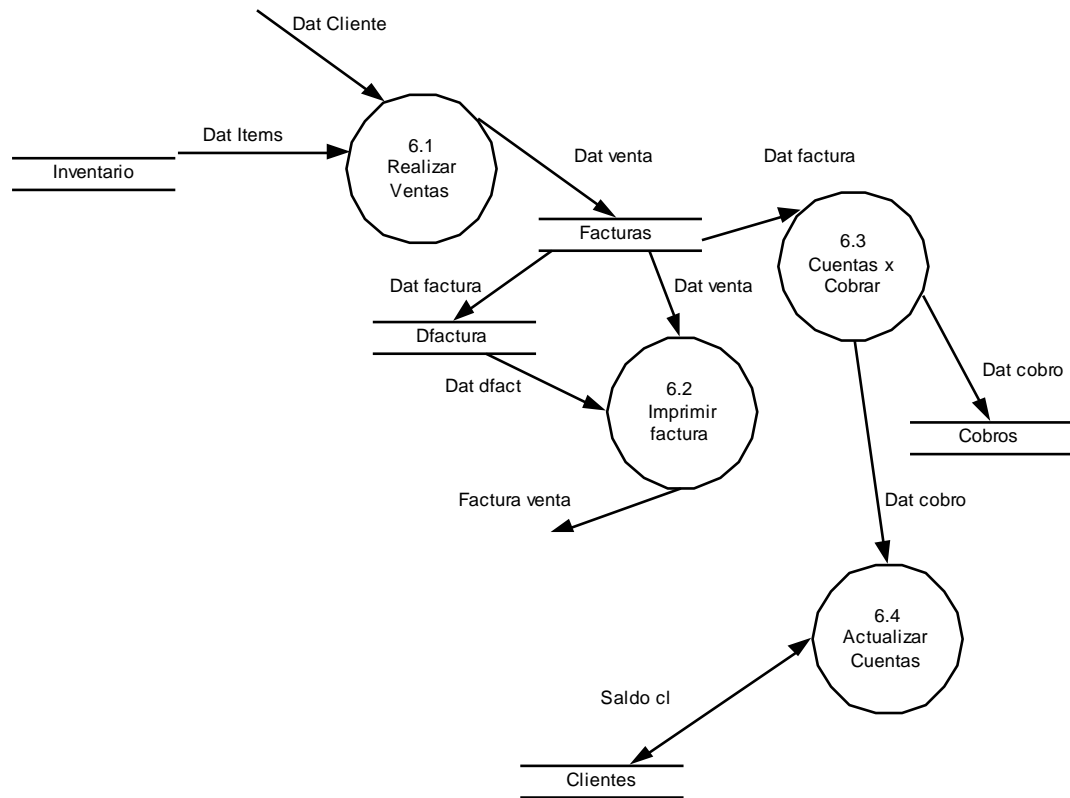 Dat Cliente
Dat Items
Inventario
6.1
Realizar
Ventas
Dat venta
Dat factura
Facturas
6.3
Cuentas x
Cobrar
Dat factura
Dat venta
Dfactura
Dat dfact
6.2
Imprimir
factura
Dat cobro
Cobros
Factura venta
Dat cobro
6.4
Actualizar
Cuentas
Saldo cl
Clientes